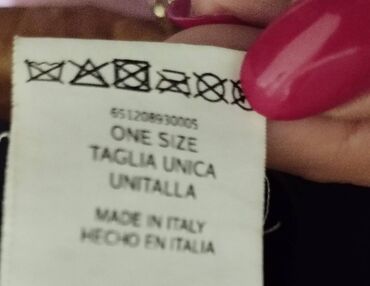 651208930005
ONE SIZE
TAGLIA UNICA
UNITALLA
MADE IN ITALY
HECHO EN ITALIA